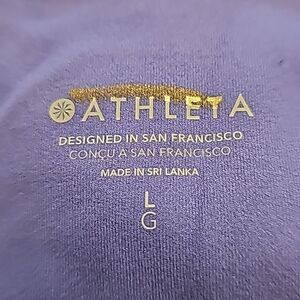 ATHLETA
DESIGNED IN SAN FRANCISCO
CONÇU A SAN FRANCISCO
MADE IN SRI LANKA
L
G